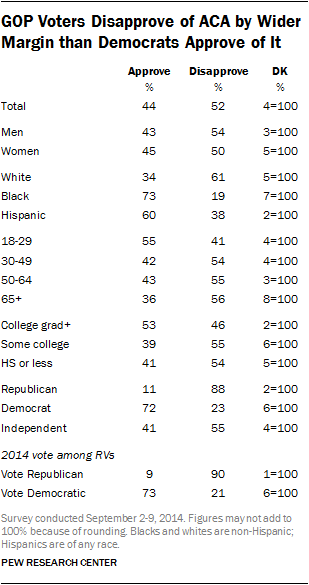 GOP Voters Disapprove of ACA by Wider
Margin than Democrats Approve of It
Approve Disapprove DK
% % %
Total 44 52 4=100
Men 43 54 3=100
Women 45 50 5=100
White 34 61 5=100
Black 73 19 7=100
Hispanic 60 38 2=100
18-29 55 41 4=100
30-49 42 54 4=100
50-64 43 55 3=100
65+ 36 56 8=100
College grad+ 53 46 2=100
Some college 39 55 6=100
HS or less 41 54 5=100
Republican 11 88 2=100
Democrat 72 23 6=100
Independent 41 55 4=100
2014 vote among RVs
Vote Republican 9 90 1=100
Vote Democratic 73 21 6=100
Survey conducted September 2-9, 2014. Figures may not add to
100% because of rounding. Blacks and whites are non-Hispanic;
Hispanics are of any race.
PEW RESEARCH CENTER